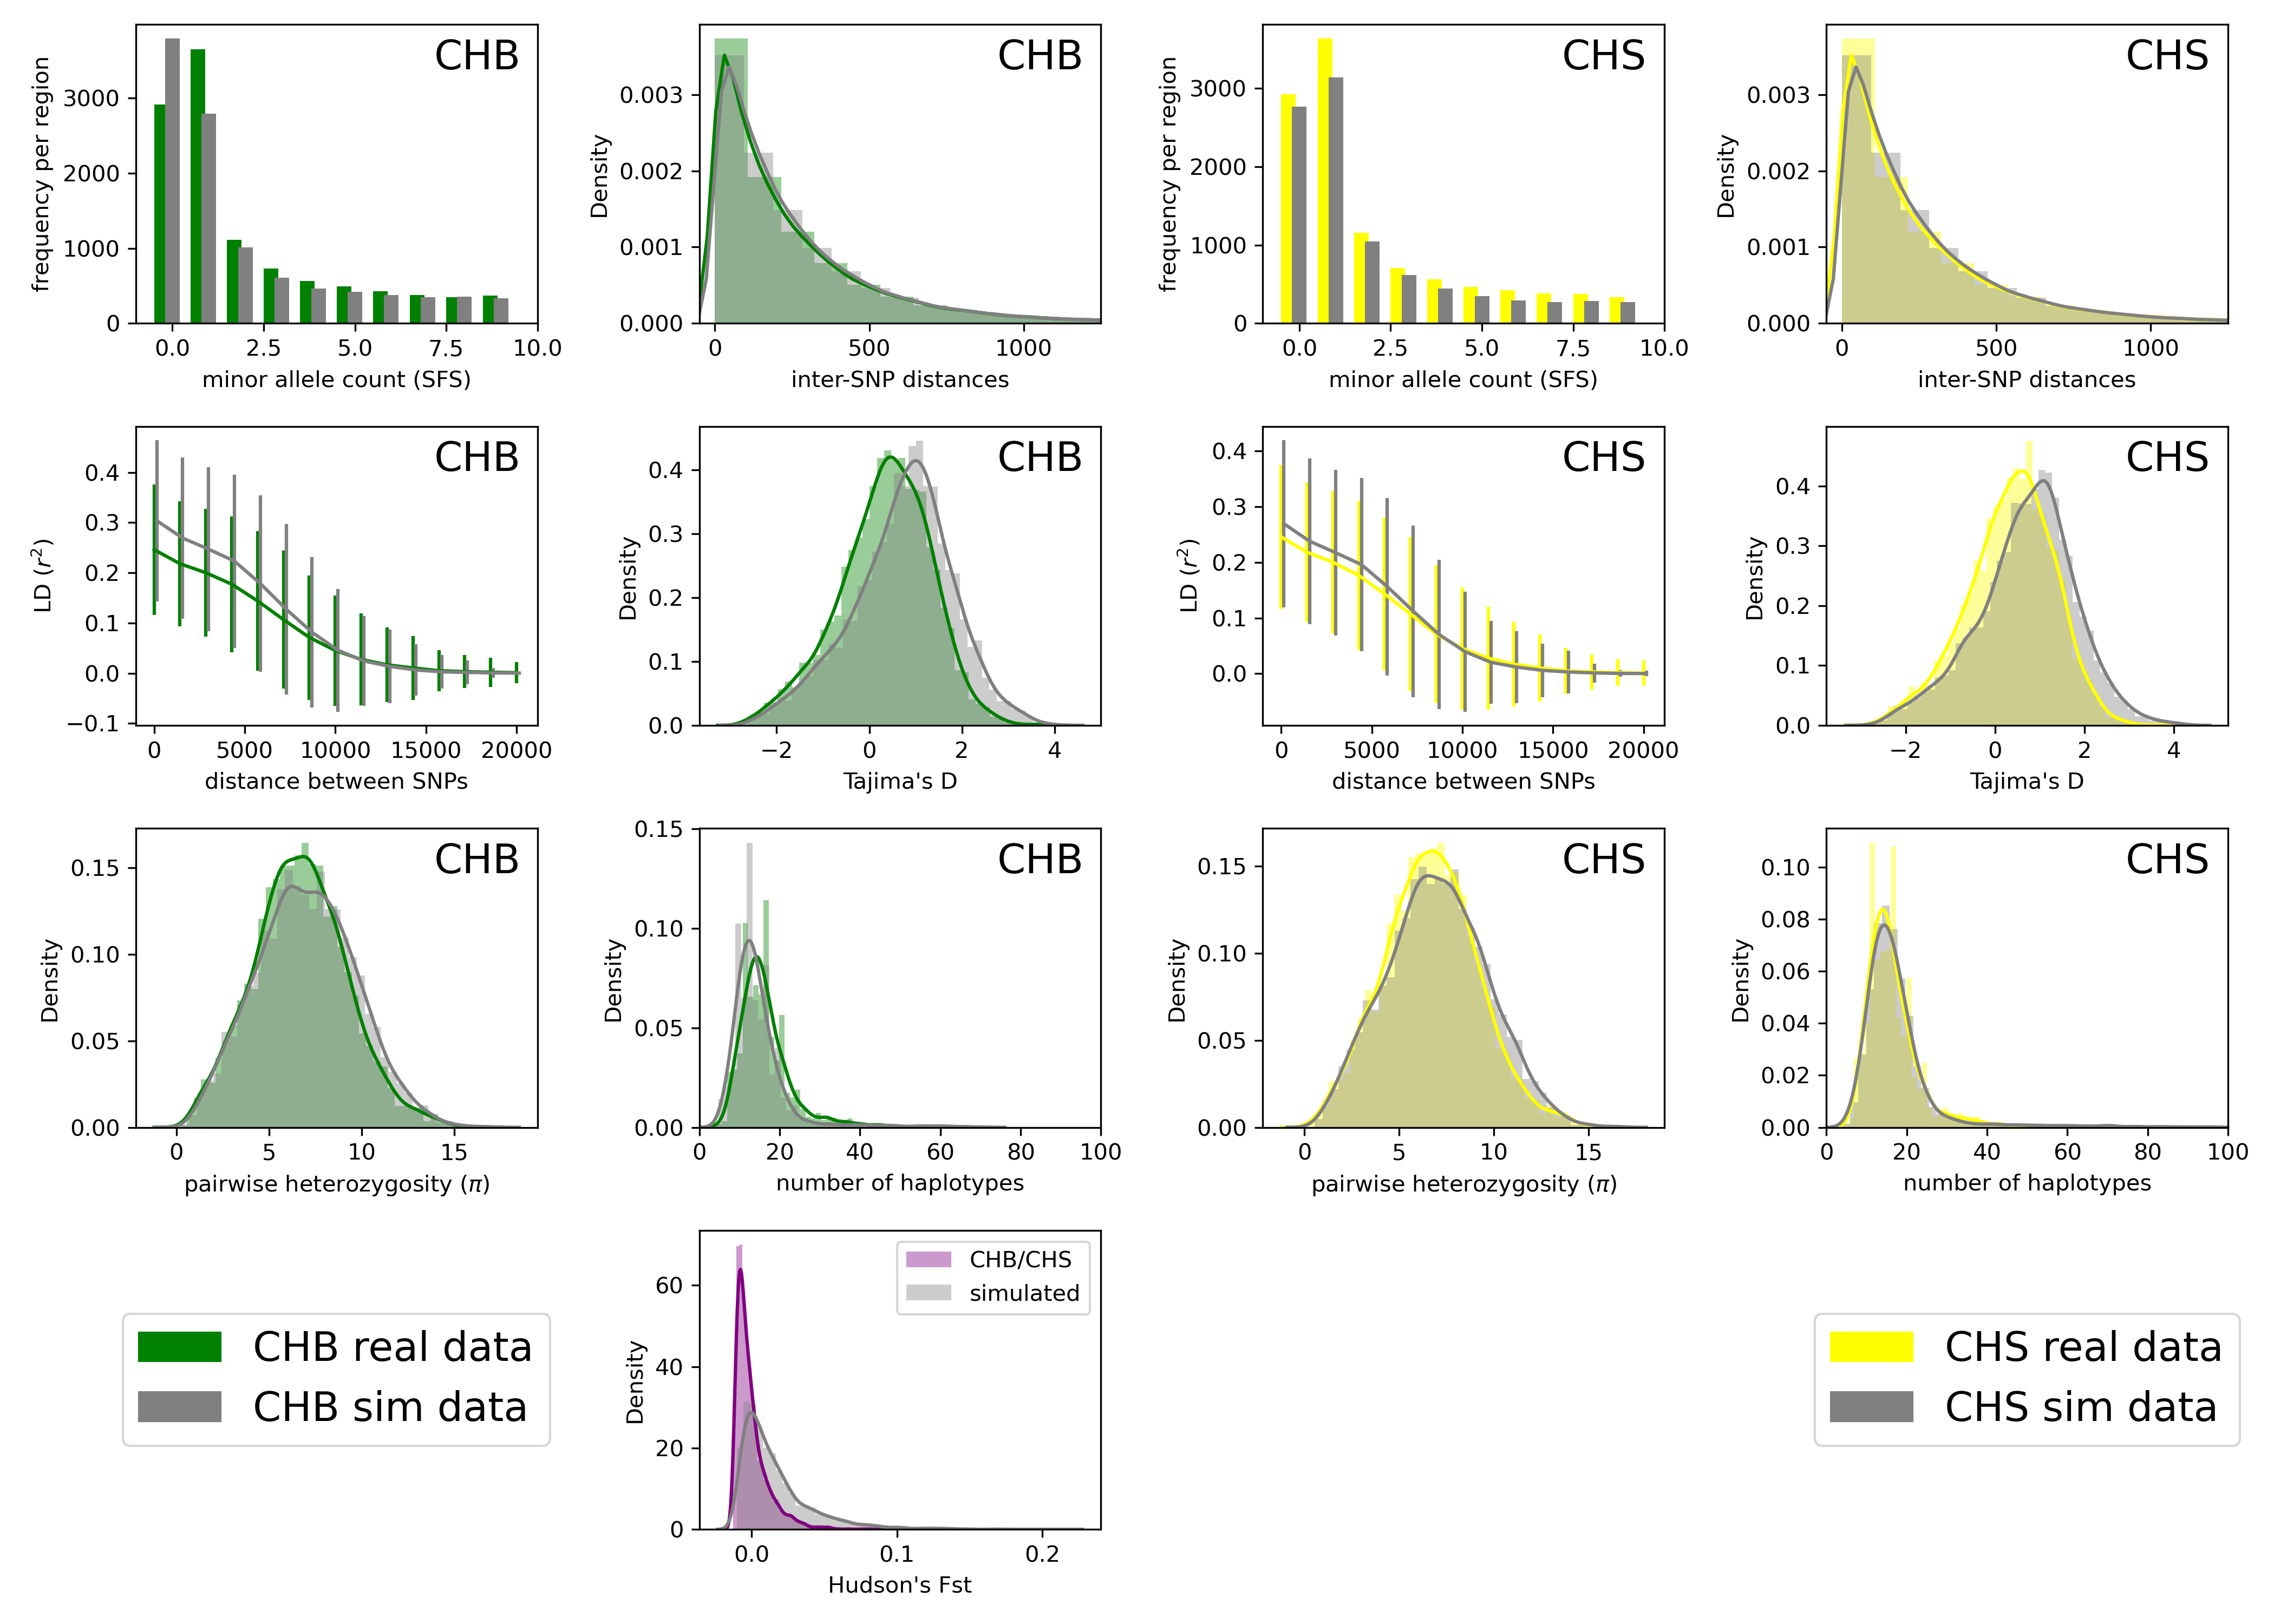 CHB
frequency per region
3000
2000
1000
0
0.0 2.5 5.0 7.5 10.0
minor allele count (SFS)
CHB
Density
0.003
0.002
0.001
0.000
0 500 1000
inter-SNP distances
CHS
frequency per region
3000
2000
1000
0
0.0 2.5 5.0 7.5 10.0
minor allele count (SFS)
CHS
Density
0.003
0.002
0.001
0.000
0 500 1000
inter-SNP distances
CHB
LD (r²)
0.4
0.3
0.2
0.1
0.0
−0.1
0 5000 10000 15000 20000
distance between SNPs
CHB
Density
0.4
0.3
0.2
0.1
0.0
−2 0 2 4
Tajima's D
CHS
LD (r²)
0.4
0.3
0.2
0.1
0.0
0 5000 10000 15000 20000
distance between SNPs
CHS
Density
0.4
0.3
0.2
0.1
0.0
−2 0 2 4
Tajima's D
CHB
Density
0.15
0.10
0.05
0.00
0 5 10 15
pairwise heterozygosity (π)
CHB
Density
0.15
0.10
0.05
0.00
0 20 40 60 80 100
number of haplotypes
CHS
Density
0.15
0.10
0.05
0.00
0 5 10 15
pairwise heterozygosity (π)
CHS
Density
0.10
0.08
0.06
0.04
0.02
0.00
0 20 40 60 80 100
number of haplotypes
CHB real data
CHB sim data
CHB/CHS
simulated
Density
60
40
20
0
0.0 0.1 0.2
Hudson's Fst
CHS real data
CHS sim data